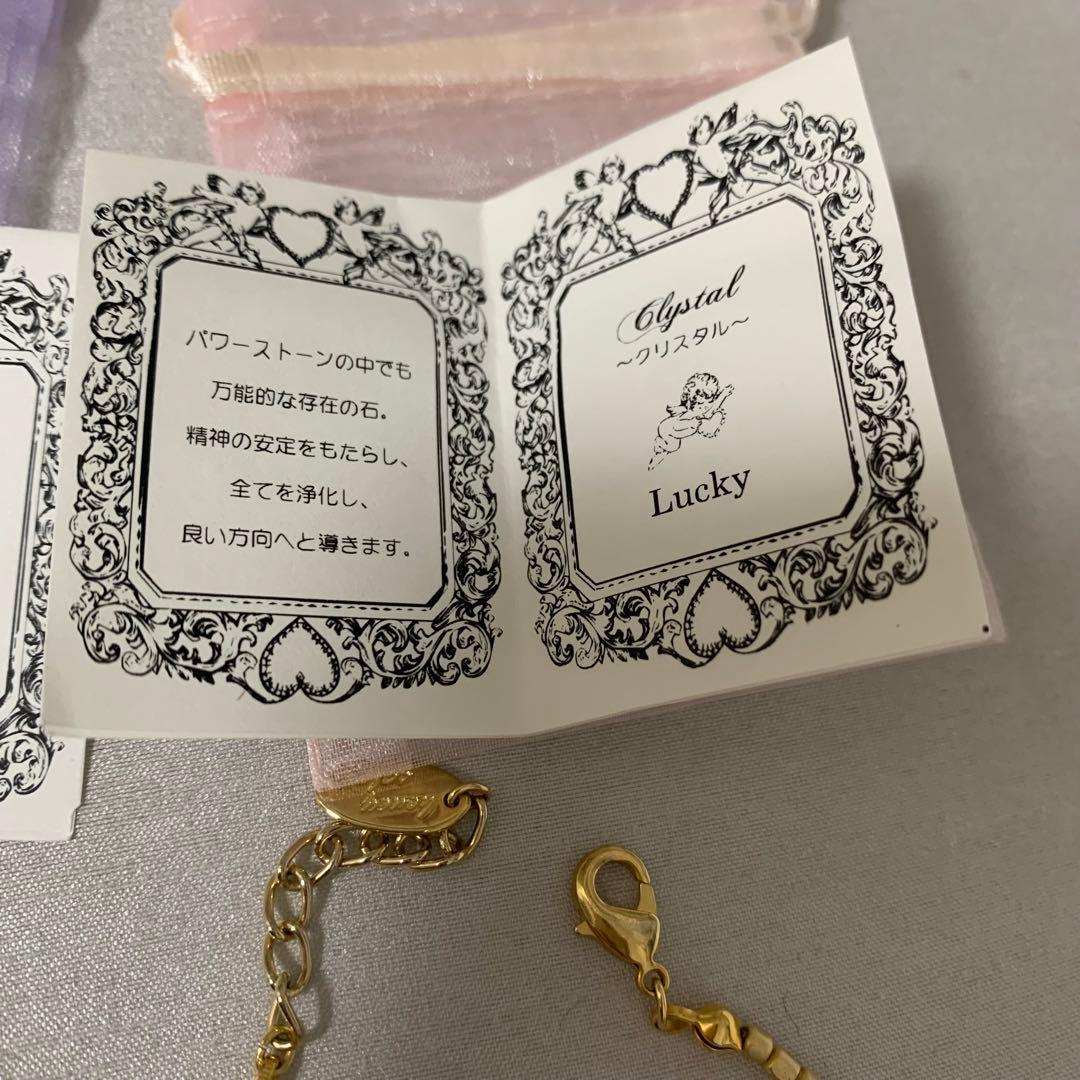 パワーストーンの中でも
万能的な存在の石。
精神の安定をもたらし、
全てを浄化し、
良い方向へと導きます。
Clystal
～クリスタル～
Lucky